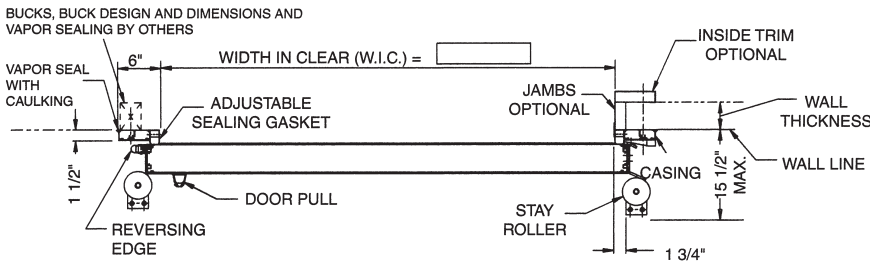 BUCKS, BUCK DESIGN AND DIMENSIONS AND
VAPOR SEALING BY OTHERS
6"
WIDTH IN CLEAR (W.I.C.) =
INSIDE TRIM
OPTIONAL
VAPOR SEAL
WITH
CAULKING
ADJUSTABLE
SEALING GASKET
JAMBS
OPTIONAL
WALL
THICKNESS
1 1/2"
CASING
15 1/2"
MAX.
WALL LINE
DOOR PULL
REVERSING
EDGE
STAY
ROLLER
1 3/4"